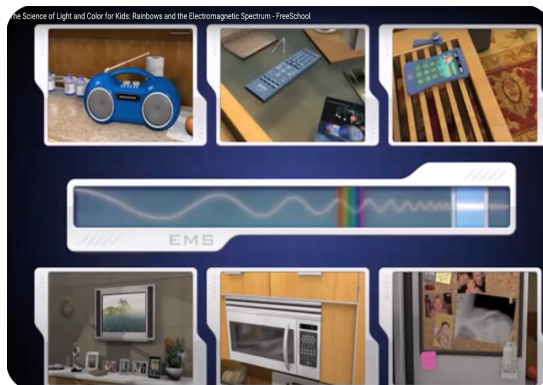 The Science of Light and Color for Kids: Rainbows and the Electromagnetic Spectrum - FreeSchool
EMS